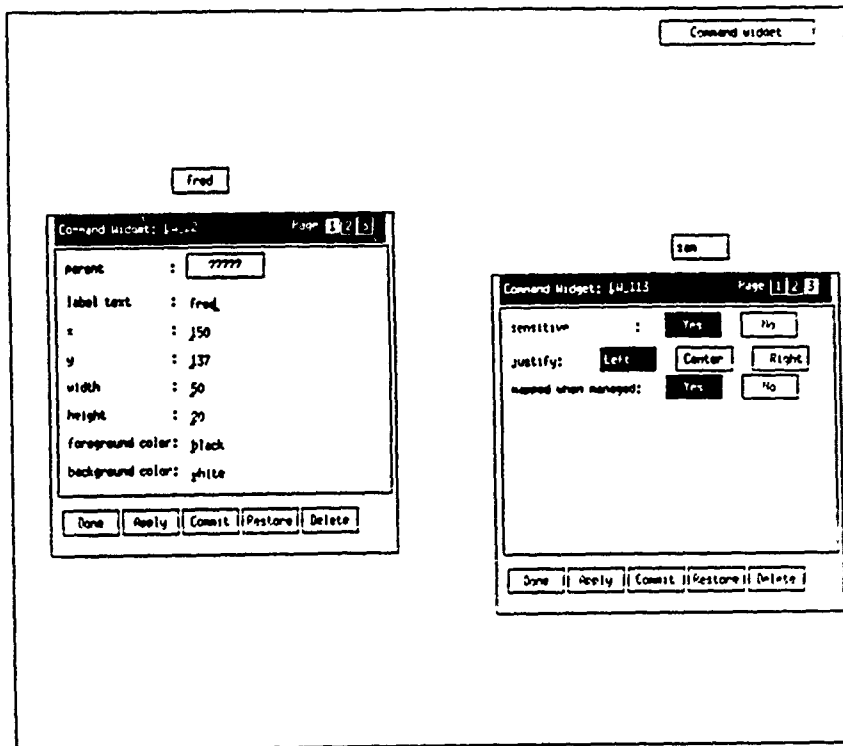 Command widget
fred
Command Widget: Page 1 2 3
parent : ?????
label text : fred
x : 150
y : 137
width : 50
height : 20
foreground color: black
background color: white
Done Apply Commit Restore Delete
sam
Command Widget: LW_113 Page 1 2 3
sensitive : Yes No
justify: Left Center Right
mapped when managed: Yes No
Done Apply Commit Restore Delete